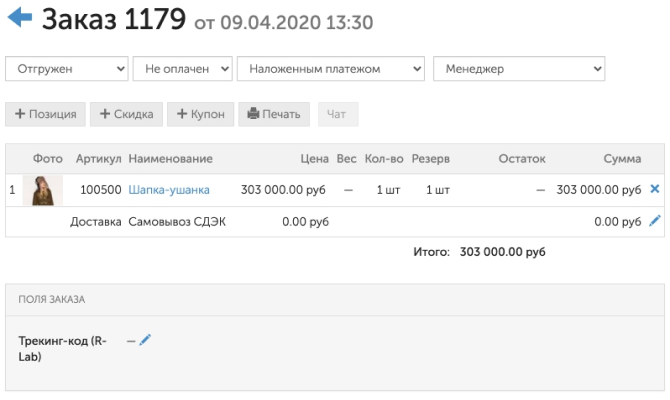 Заказ 1179 от 09.04.2020 13:30
Отгружен Не оплачен Наложенным платежом Менеджер
+ Позиция + Скидка + Купон Печать Чат
Фото Артикул Наименование Цена Вес Кол-во Резерв Остаток Сумма
1 100500 Шапка-ушанка 303 000.00 руб — 1 шт 1 шт — 303 000.00 руб
Доставка Самовывоз СДЭК 0.00 руб 0.00 руб
Итого: 303 000.00 руб
ПОЛЯ ЗАКАЗА
Трекинг-код (R- —
Lab)